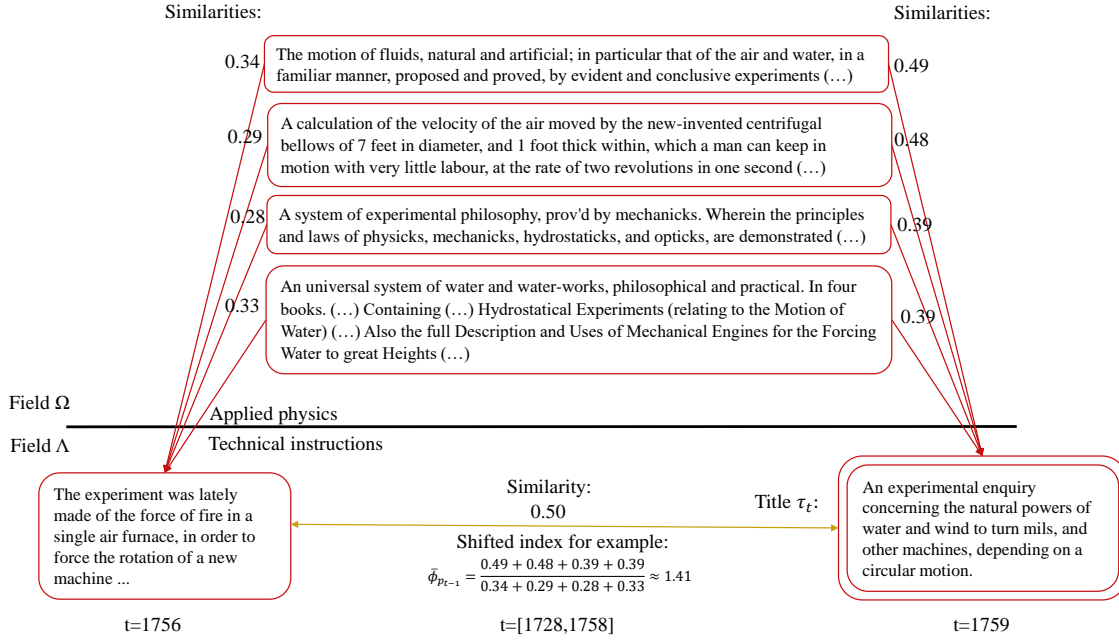 Similarities:
Similarities:
0.34
The motion of fluids, natural and artificial; in particular that of the air and water, in a
familiar manner, proposed and proved, by evident and conclusive experiments (…)
0.49
0.29
A calculation of the velocity of the air moved by the new-invented centrifugal
bellows of 7 feet in diameter, and 1 foot thick within, which a man can keep in
motion with very little labour, at the rate of two revolutions in one second (…)
0.48
0.28
A system of experimental philosophy, prov'd by mechanicks. Wherein the principles
and laws of physicks, mechanicks, hydrostaticks, and opticks, are demonstrated (…)
0.39
0.33
An universal system of water and water-works, philosophical and practical. In four
books. (…) Containing (…) Hydrostatical Experiments (relating to the Motion of
Water) (…) Also the full Description and Uses of Mechanical Engines for the Forcing
Water to great Heights (…)
0.39
Field Ω
Applied physics
Field Λ
Technical instructions
The experiment was lately
made of the force of fire in a
single air furnace, in order to
force the rotation of a new
machine ...
Similarity:
0.50
Title τ_t:
An experimental enquiry
concerning the natural powers of
water and wind to turn mils, and
other machines, depending on a
circular motion.
Shifted index for example:
ϕ̄_{p_{t−1}} = (0.49 + 0.48 + 0.39 + 0.39)/(0.34 + 0.29 + 0.28 + 0.33) ≈ 1.41
t=1756
t=[1728,1758]
t=1759